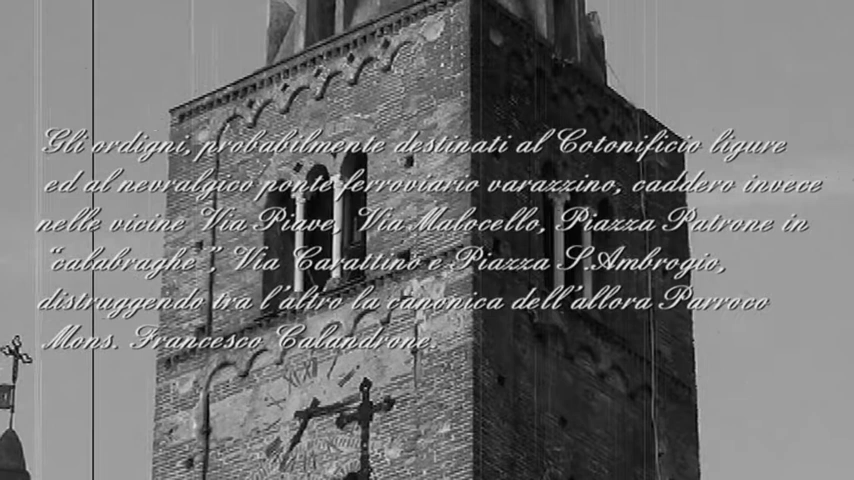 Gli ordigni, probabilmente destinati al Cotonificio ligure
ed al nevralgico ponte ferroviario varazzino, caddero invece
nelle vicine Via Piave, Via Malocello, Piazza Patrone in
“calabraghe”, Via Carattino e Piazza S.Ambrogio,
distruggendo tra l’altro la canonica dell’allora Parroco
Mons. Francesco Calandrone.
XII